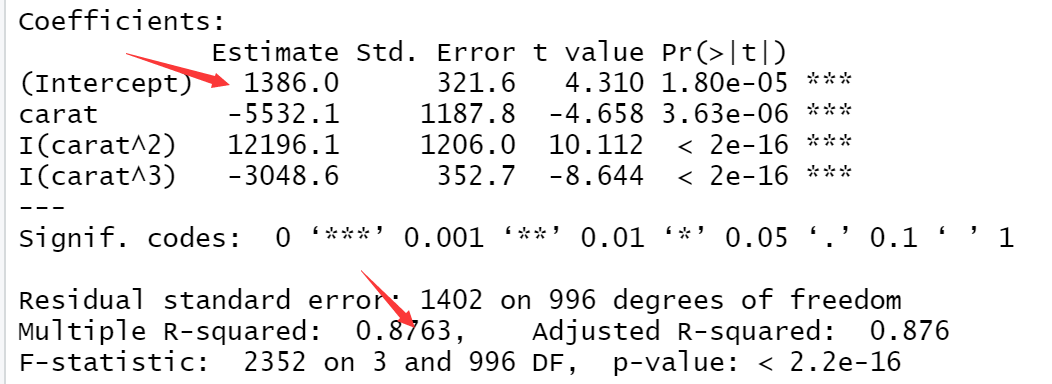 Coefficients:
Estimate Std. Error t value Pr(>|t|)
(Intercept) 1386.0 321.6 4.310 1.80e-05 ***
carat -5532.1 1187.8 -4.658 3.63e-06 ***
I(carat^2) 12196.1 1206.0 10.112 < 2e-16 ***
I(carat^3) -3048.6 352.7 -8.644 < 2e-16 ***
---
Signif. codes: 0 ‘***’ 0.001 ‘**’ 0.01 ‘*’ 0.05 ‘.’ 0.1 ‘ ’ 1
Residual standard error: 1402 on 996 degrees of freedom
Multiple R-squared: 0.8763, Adjusted R-squared: 0.876
F-statistic: 2352 on 3 and 996 DF, p-value: < 2.2e-16